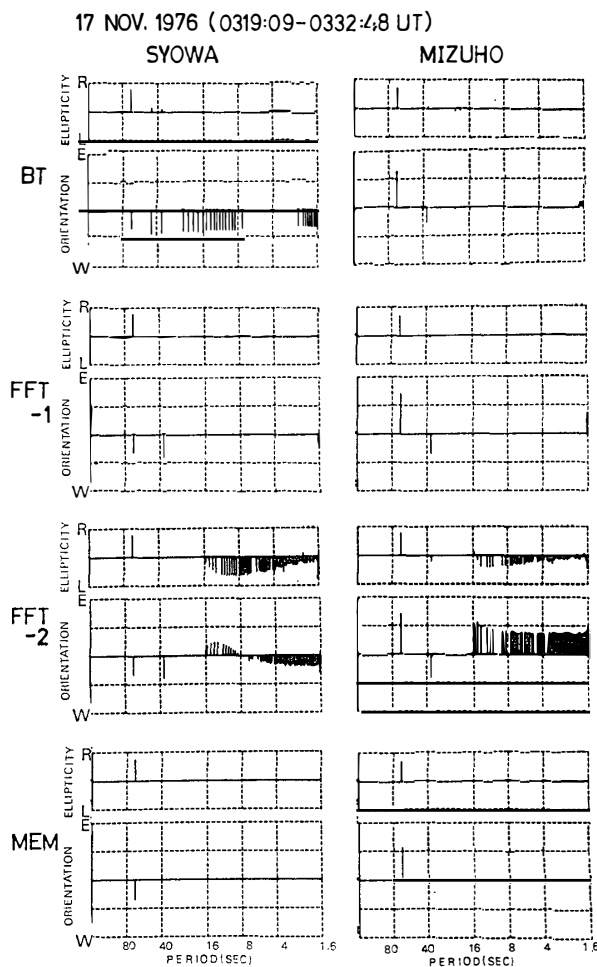 17 NOV. 1976 (0319:09-0332:48 UT)
SYOWA MIZUHO
BT
R
ELLIPTICITY
L
E
ORIENTATION
W
FFT
-1
R
ELLIPTICITY
L
E
ORIENTATION
W
FFT
-2
R
ELLIPTICITY
L
E
ORIENTATION
W
MEM
R
ELLIPTICITY
L
E
ORIENTATION
W
80 40 16 8 4 1.6 80 40 16 8 4 1.6
PERIOD(SEC) PERIOD(SEC)